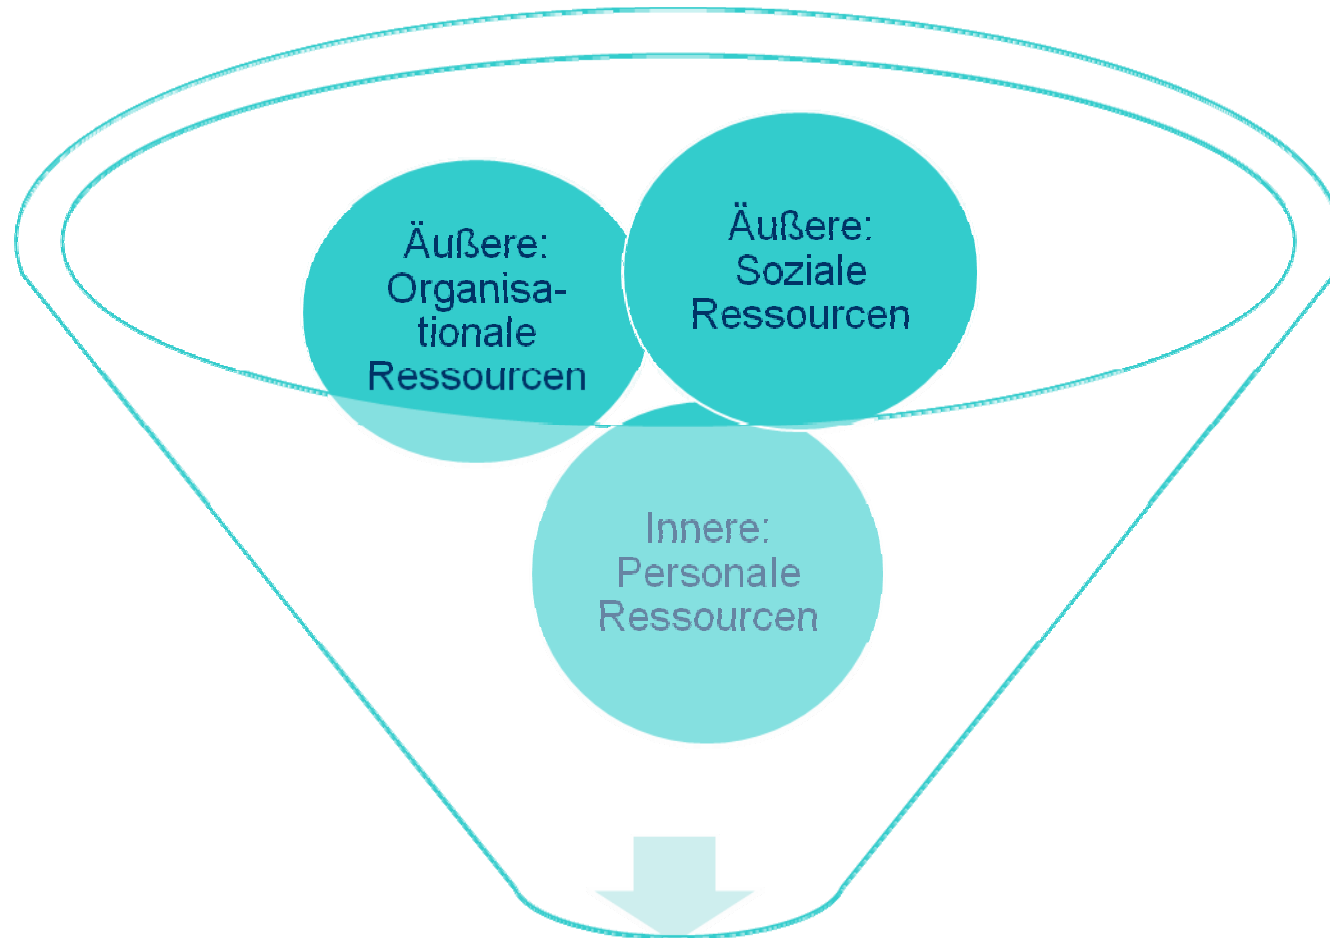 Äußere:
Organisa-
tionale
Ressourcen
Äußere:
Soziale
Ressourcen
Innere:
Personale
Ressourcen